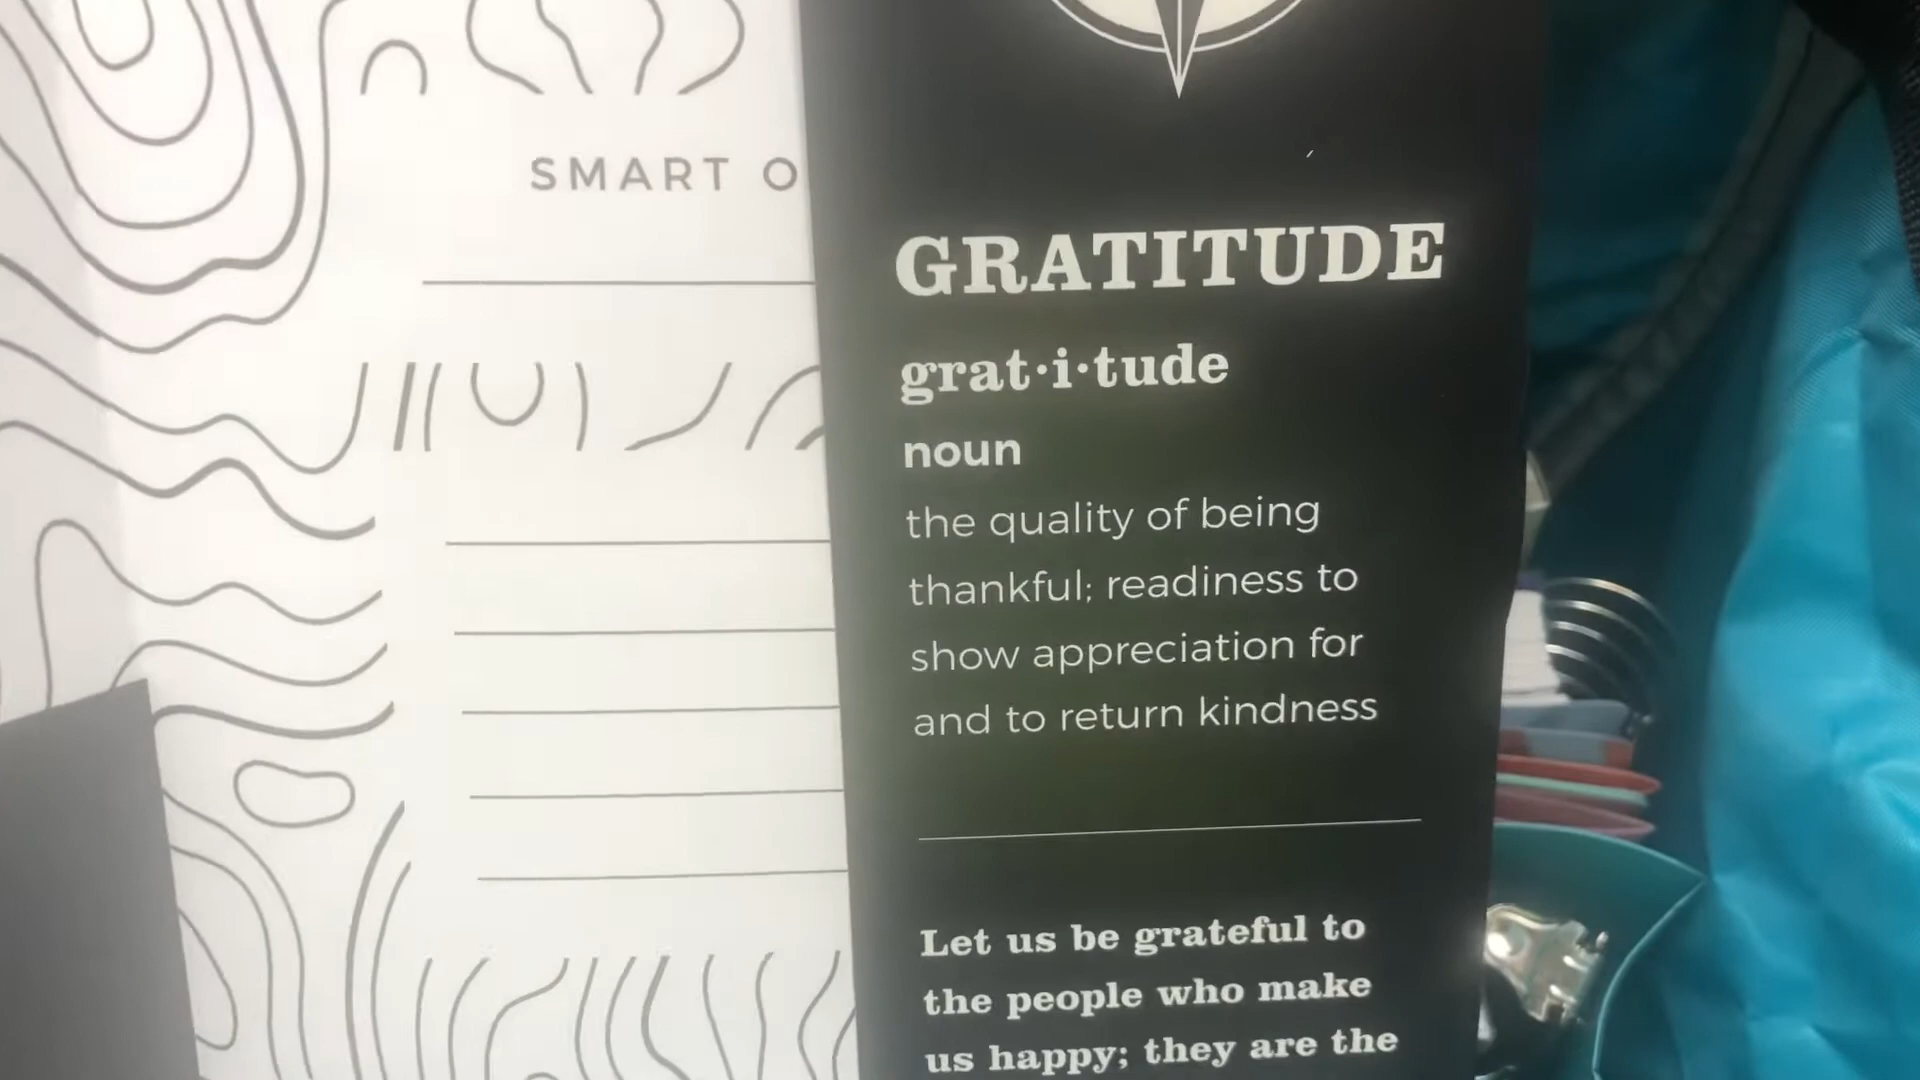 SMART O
GRATITUDE
grat·i·tude
noun
the quality of being
thankful; readiness to
show appreciation for
and to return kindness
Let us be grateful to
the people who make
us happy; they are the